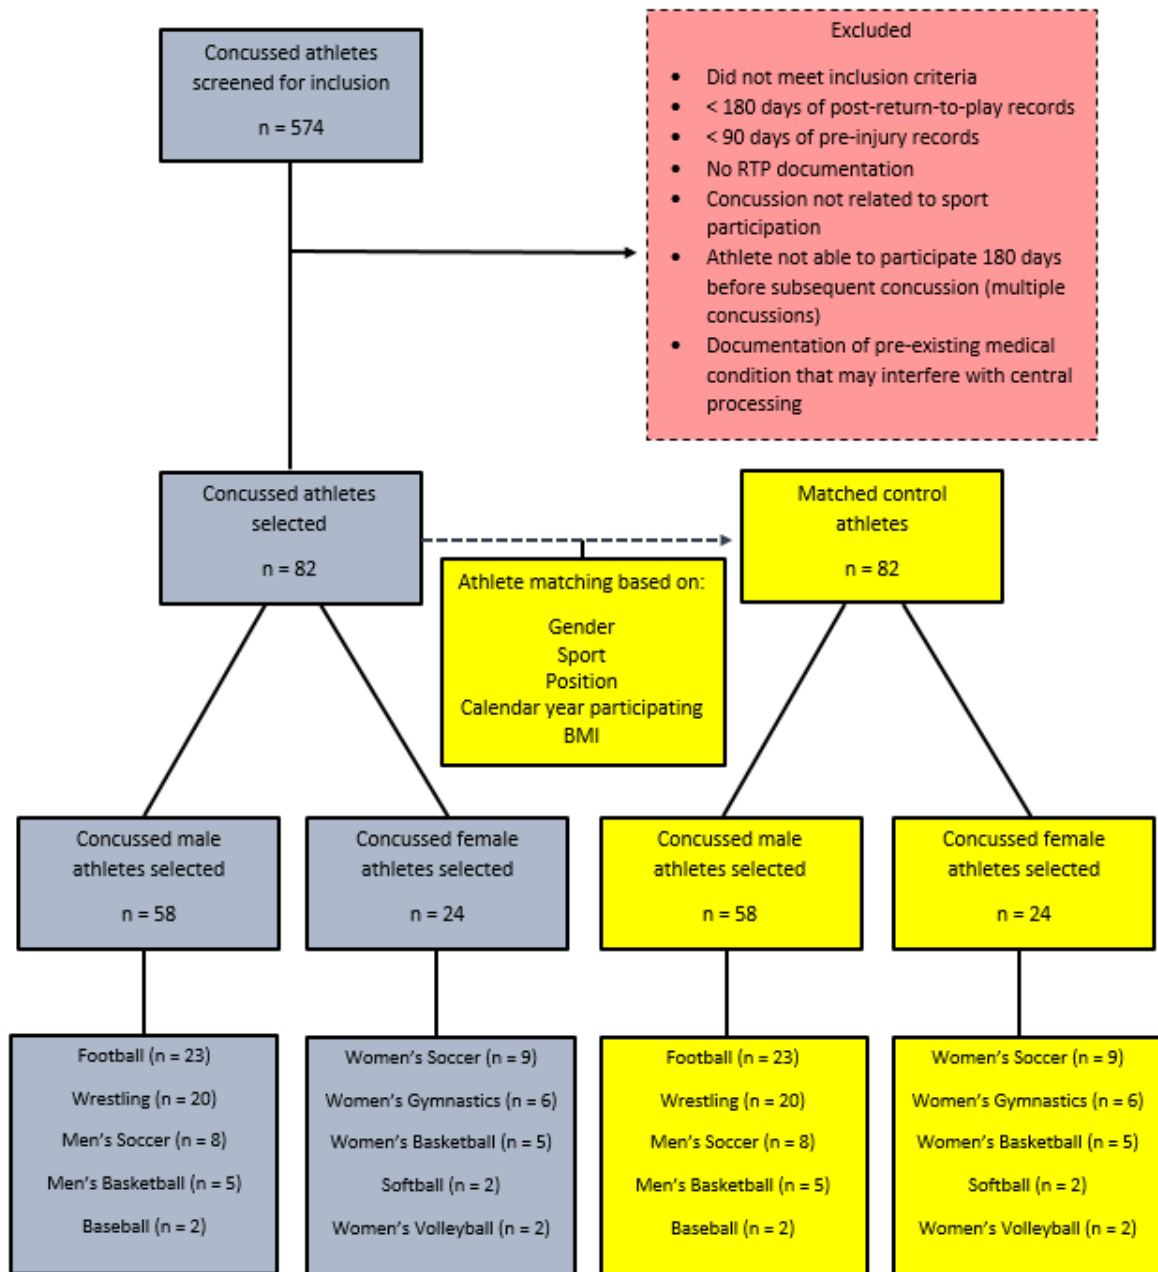 Concussed athletes
screened for inclusion
n = 574
Excluded
• Did not meet inclusion criteria
• < 180 days of post-return-to-play records
• < 90 days of pre-injury records
• No RTP documentation
• Concussion not related to sport
participation
• Athlete not able to participate 180 days
before subsequent concussion (multiple
concussions)
• Documentation of pre-existing medical
condition that may interfere with central
processing
Concussed athletes
selected
n = 82
Matched control
athletes
n = 82
Athlete matching based on:
Gender
Sport
Position
Calendar year participating
BMI
Concussed male
athletes selected
n = 58
Concussed female
athletes selected
n = 24
Concussed male
athletes selected
n = 58
Concussed female
athletes selected
n = 24
Football (n = 23)
Wrestling (n = 20)
Men's Soccer (n = 8)
Men's Basketball (n = 5)
Baseball (n = 2)
Women's Soccer (n = 9)
Women's Gymnastics (n = 6)
Women's Basketball (n = 5)
Softball (n = 2)
Women's Volleyball (n = 2)
Football (n = 23)
Wrestling (n = 20)
Men's Soccer (n = 8)
Men's Basketball (n = 5)
Baseball (n = 2)
Women's Soccer (n = 9)
Women's Gymnastics (n = 6)
Women's Basketball (n = 5)
Softball (n = 2)
Women's Volleyball (n = 2)